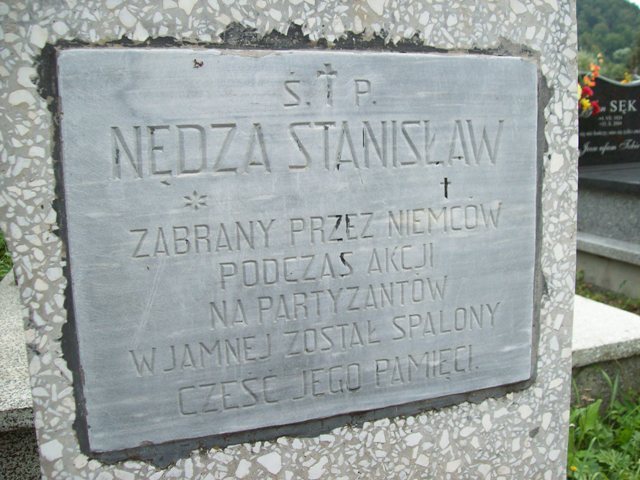 Ś. † P.
NĘDZA STANISŁAW
* †
ZABRANY PRZEZ NIEMCÓW
PODCZAS AKCJI
NA PARTYZANTÓW
W JAMNEJ ZOSTAŁ SPALONY
CZEŚĆ JEGO PAMIĘCI.
SĘK